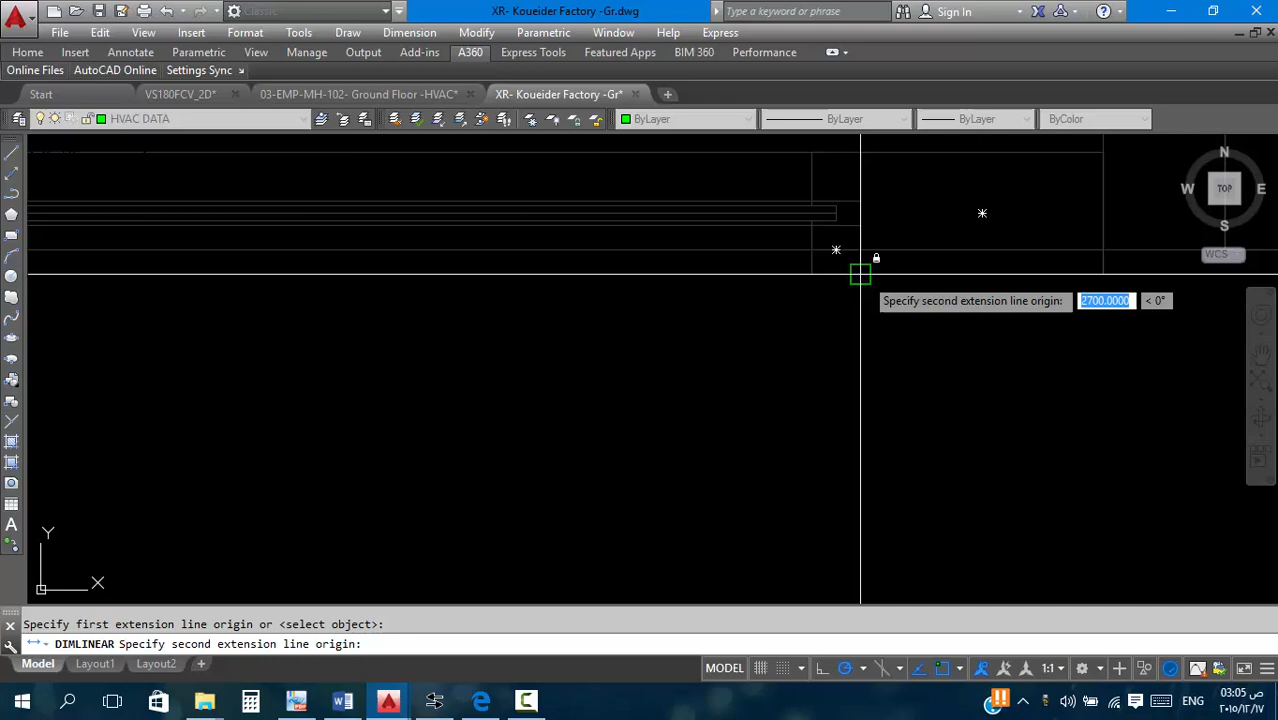 Classic
XR- Koueider Factory -Gr.dwg
Type a keyword or phrase
Sign In
File Edit View Insert Format Tools Draw Dimension Modify Parametric Window Help Express
Home Insert Annotate Parametric View Manage Output Add-ins A360 Express Tools Featured Apps BIM 360 Performance
Online Files AutoCAD Online Settings Sync
Start VS180FCV_2D* 03-EMP-MH-102- Ground Floor -HVAC* XR- Koueider Factory -Gr*
HVAC DATA ByLayer ByLayer ByLayer ByColor
N
W TOP E
S
WCS
Specify second extension line origin: 2700.0000 < 0°
Y
X
Specify first extension line origin or <select object>:
DIMLINEAR Specify second extension line origin:
Model Layout1 Layout2 MODEL 1:1
ENG
03:05 ص
٢٠١٥/١٢/١٧